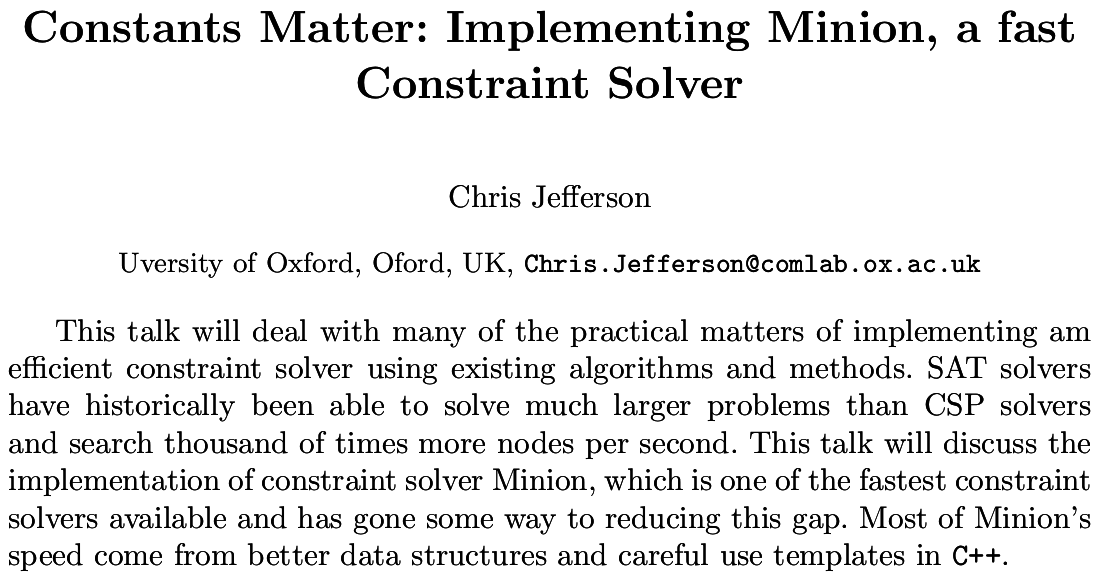 Constants Matter: Implementing Minion, a fast
Constraint Solver
Chris Jefferson
Uversity of Oxford, Oford, UK, Chris.Jefferson@comlab.ox.ac.uk
This talk will deal with many of the practical matters of implementing am
efficient constraint solver using existing algorithms and methods. SAT solvers
have historically been able to solve much larger problems than CSP solvers
and search thousand of times more nodes per second. This talk will discuss the
implementation of constraint solver Minion, which is one of the fastest constraint
solvers available and has gone some way to reducing this gap. Most of Minion's
speed come from better data structures and careful use templates in C++.